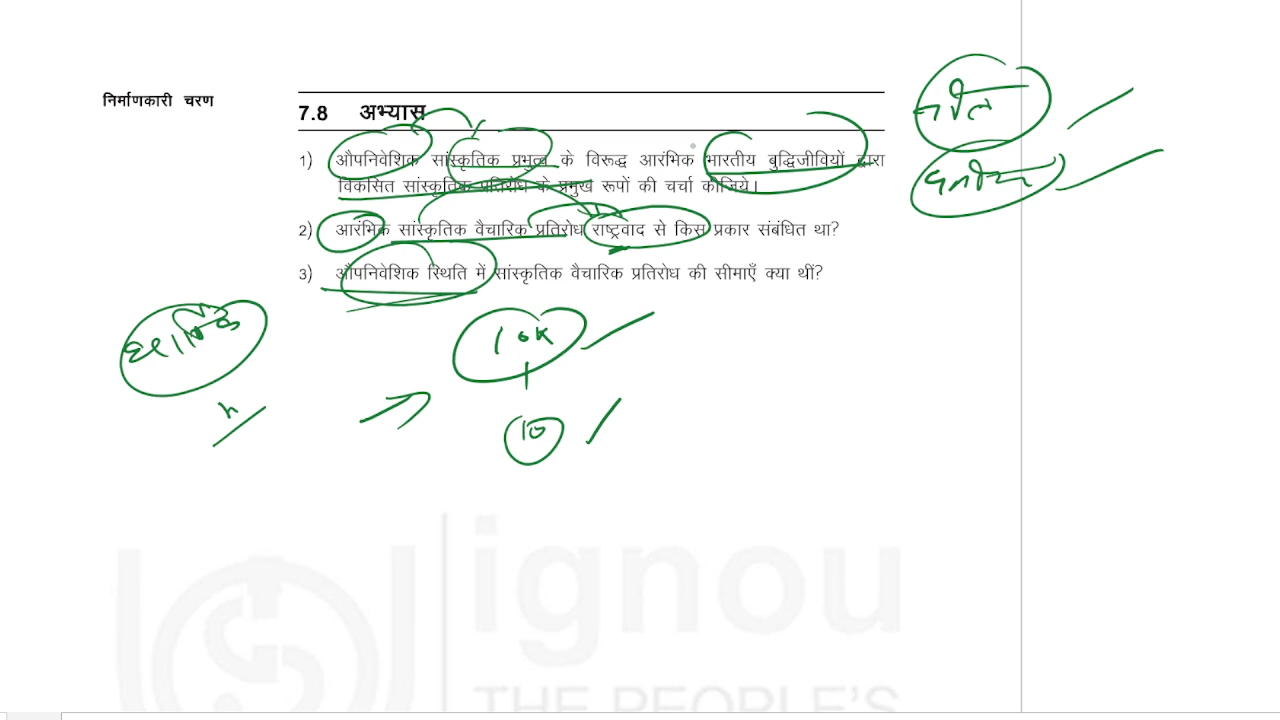 निर्माणकारी चरण
7.8 अभ्यास
1) औपनिवेशिक सांस्कृतिक प्रभुत्व के विरूद्ध आरंभिक भारतीय बुद्धिजीवियों द्वारा
विकसित सांस्कृतिक प्रतिरोध के प्रमुख रूपों की चर्चा कीजिये।
2) आरंभिक सांस्कृतिक वैचारिक प्रतिरोध राष्ट्रवाद से किस प्रकार संबंधित था?
3) औपनिवेशिक स्थिति में सांस्कृतिक वैचारिक प्रतिरोध की सीमाएँ क्या थीं?
धार्मिक
10K
10
ignou
THE PEOPLE'S